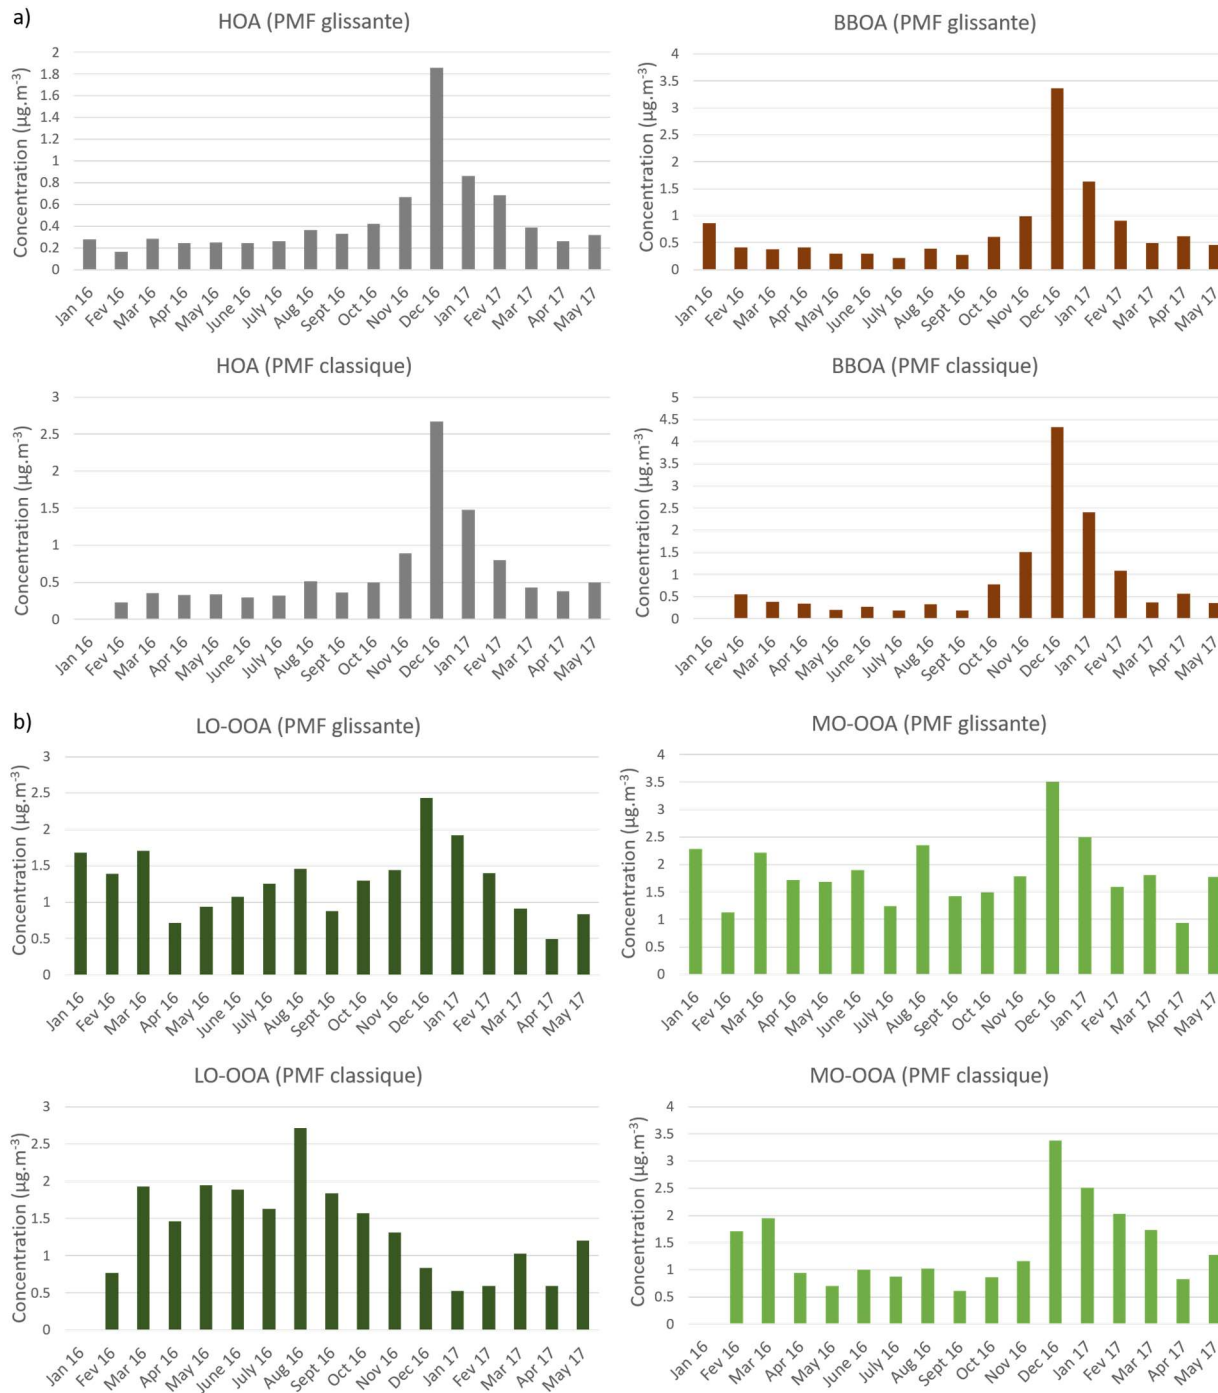 a)
HOA (PMF glissante)
Concentration (µg.m⁻³)
2
1.8
1.6
1.4
1.2
1
0.8
0.6
0.4
0.2
0
Jan 16 Fev 16 Mar 16 Apr 16 May 16 June 16 July 16 Aug 16 Sept 16 Oct 16 Nov 16 Dec 16 Jan 17 Fev 17 Mar 17 Apr 17 May 17
BBOA (PMF glissante)
Concentration (µg.m⁻³)
4
3.5
3
2.5
2
1.5
1
0.5
0
Jan 16 Fev 16 Mar 16 Apr 16 May 16 June 16 July 16 Aug 16 Sept 16 Oct 16 Nov 16 Dec 16 Jan 17 Fev 17 Mar 17 Apr 17 May 17
HOA (PMF classique)
Concentration (µg.m⁻³)
3
2.5
2
1.5
1
0.5
0
Jan 16 Fev 16 Mar 16 Apr 16 May 16 June 16 July 16 Aug 16 Sept 16 Oct 16 Nov 16 Dec 16 Jan 17 Fev 17 Mar 17 Apr 17 May 17
BBOA (PMF classique)
Concentration (µg.m⁻³)
5
4.5
4
3.5
3
2.5
2
1.5
1
0.5
0
Jan 16 Fev 16 Mar 16 Apr 16 May 16 June 16 July 16 Aug 16 Sept 16 Oct 16 Nov 16 Dec 16 Jan 17 Fev 17 Mar 17 Apr 17 May 17
b)
LO-OOA (PMF glissante)
Concentration (µg.m⁻³)
3
2.5
2
1.5
1
0.5
0
Jan 16 Fev 16 Mar 16 Apr 16 May 16 June 16 July 16 Aug 16 Sept 16 Oct 16 Nov 16 Dec 16 Jan 17 Fev 17 Mar 17 Apr 17 May 17
MO-OOA (PMF glissante)
Concentration (µg.m⁻³)
4
3.5
3
2.5
2
1.5
1
0.5
0
Jan 16 Fev 16 Mar 16 Apr 16 May 16 June 16 July 16 Aug 16 Sept 16 Oct 16 Nov 16 Dec 16 Jan 17 Fev 17 Mar 17 Apr 17 May 17
LO-OOA (PMF classique)
Concentration (µg.m⁻³)
3
2.5
2
1.5
1
0.5
0
Jan 16 Fev 16 Mar 16 Apr 16 May 16 June 16 July 16 Aug 16 Sept 16 Oct 16 Nov 16 Dec 16 Jan 17 Fev 17 Mar 17 Apr 17 May 17
MO-OOA (PMF classique)
Concentration (µg.m⁻³)
4
3.5
3
2.5
2
1.5
1
0.5
0
Jan 16 Fev 16 Mar 16 Apr 16 May 16 June 16 July 16 Aug 16 Sept 16 Oct 16 Nov 16 Dec 16 Jan 17 Fev 17 Mar 17 Apr 17 May 17